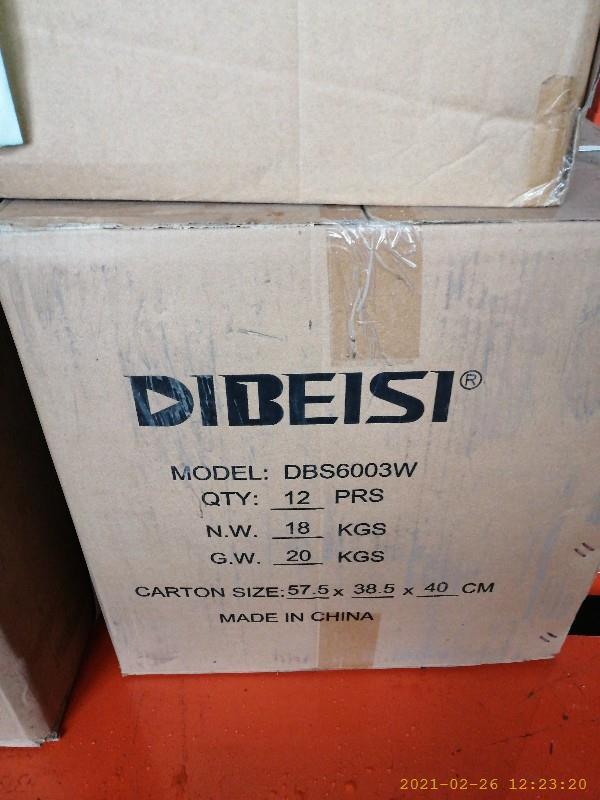 DIBEISI®
MODEL: DBS6003W
QTY: 12 PRS
N.W. 18 KGS
G.W. 20 KGS
CARTON SIZE: 57.5 x 38.5 x 40 CM
MADE IN CHINA
2021-02-26 12:23:20